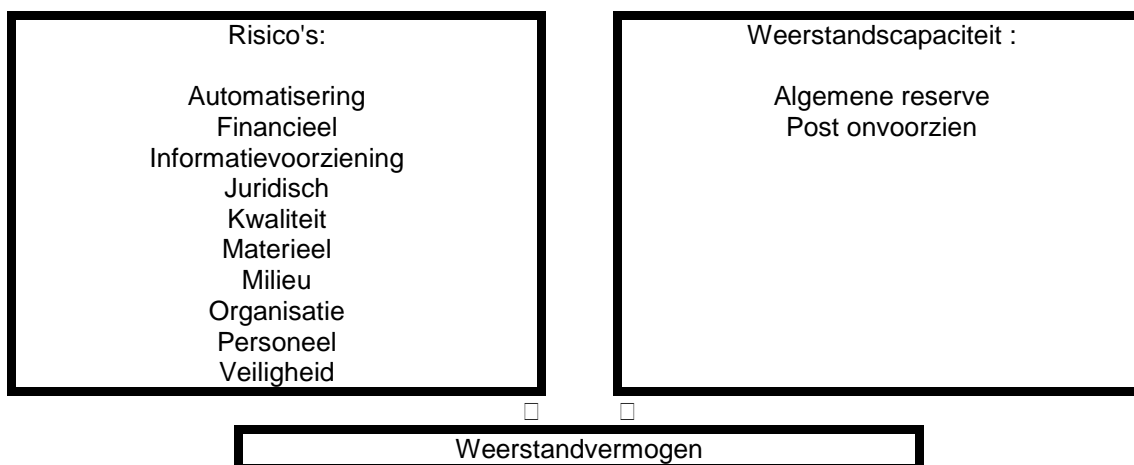 Risico's:
Automatisering
Financieel
Informatievoorziening
Juridisch
Kwaliteit
Materieel
Milieu
Organisatie
Personeel
Veiligheid
Weerstandscapaciteit :
Algemene reserve
Post onvoorzien
Weerstandvermogen